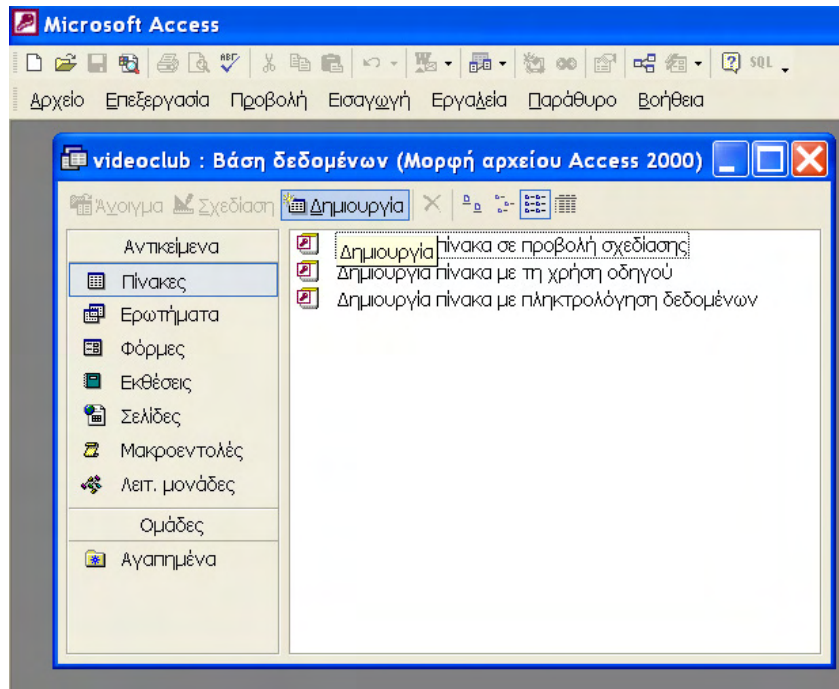 Microsoft Access
SQL
Αρχείο Επεξεργασία Προβολή Εισαγωγή Εργαλεία Παράθυρο Βοήθεια
videoclub : Βάση δεδομένων (Μορφή αρχείου Access 2000)
Άνοιγμα Σχεδίαση Δημιουργία
Αντικείμενα
Πίνακες
Ερωτήματα
Φόρμες
Εκθέσεις
Σελίδες
Μακροεντολές
Λειτ. μονάδες
Ομάδες
Αγαπημένα
Δημιουργία
πίνακα σε προβολή σχεδίασης
Δημιουργία πίνακα με τη χρήση οδηγού
Δημιουργία πίνακα με πληκτρολόγηση δεδομένων